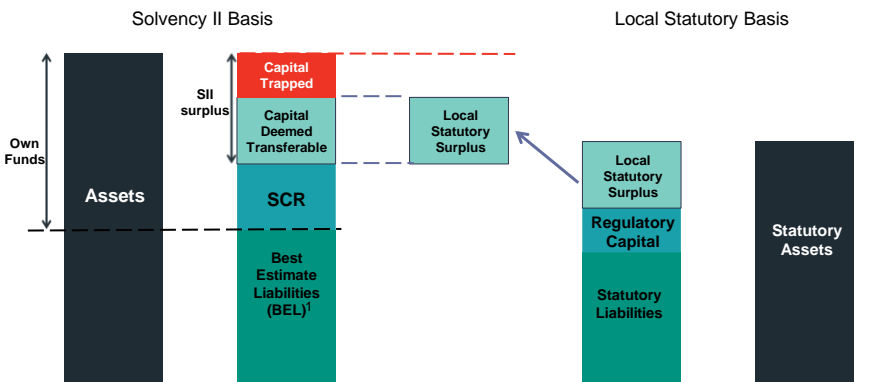 Solvency II Basis
Local Statutory Basis
Own
Funds
Assets
SII
surplus
Capital
Trapped
Capital
Deemed
Transferable
SCR
Best
Estimate
Liabilities
(BEL)1
Local
Statutory
Surplus
Local
Statutory
Surplus
Regulatory
Capital
Statutory
Liabilities
Statutory
Assets